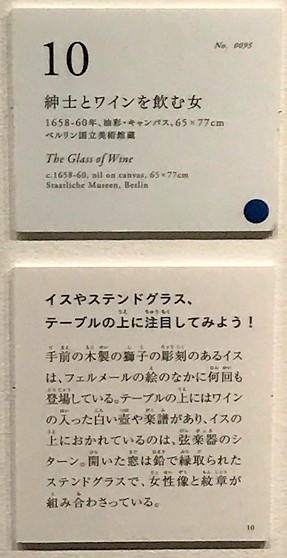 10
No. 0095
紳士とワインを飲む女
1658-60年、油彩・キャンバス、65×77cm
ベルリン国立美術館蔵
The Glass of Wine
c.1658-60, oil on canvas, 65×77cm
Staatliche Museen, Berlin
イスやステンドグラス、
テーブルの上に注目してみよう！
手前の木製の獅子の彫刻のあるイス
は、フェルメールの絵のなかに何回も
登場している。テーブルの上にはワイン
の入った白い壺や楽譜があり、イスの
上におかれているのは、弦楽器のシ
ターン。開いた窓は鉛で縁取られた
ステンドグラスで、女性像と紋章が
組み合わさっている。
10